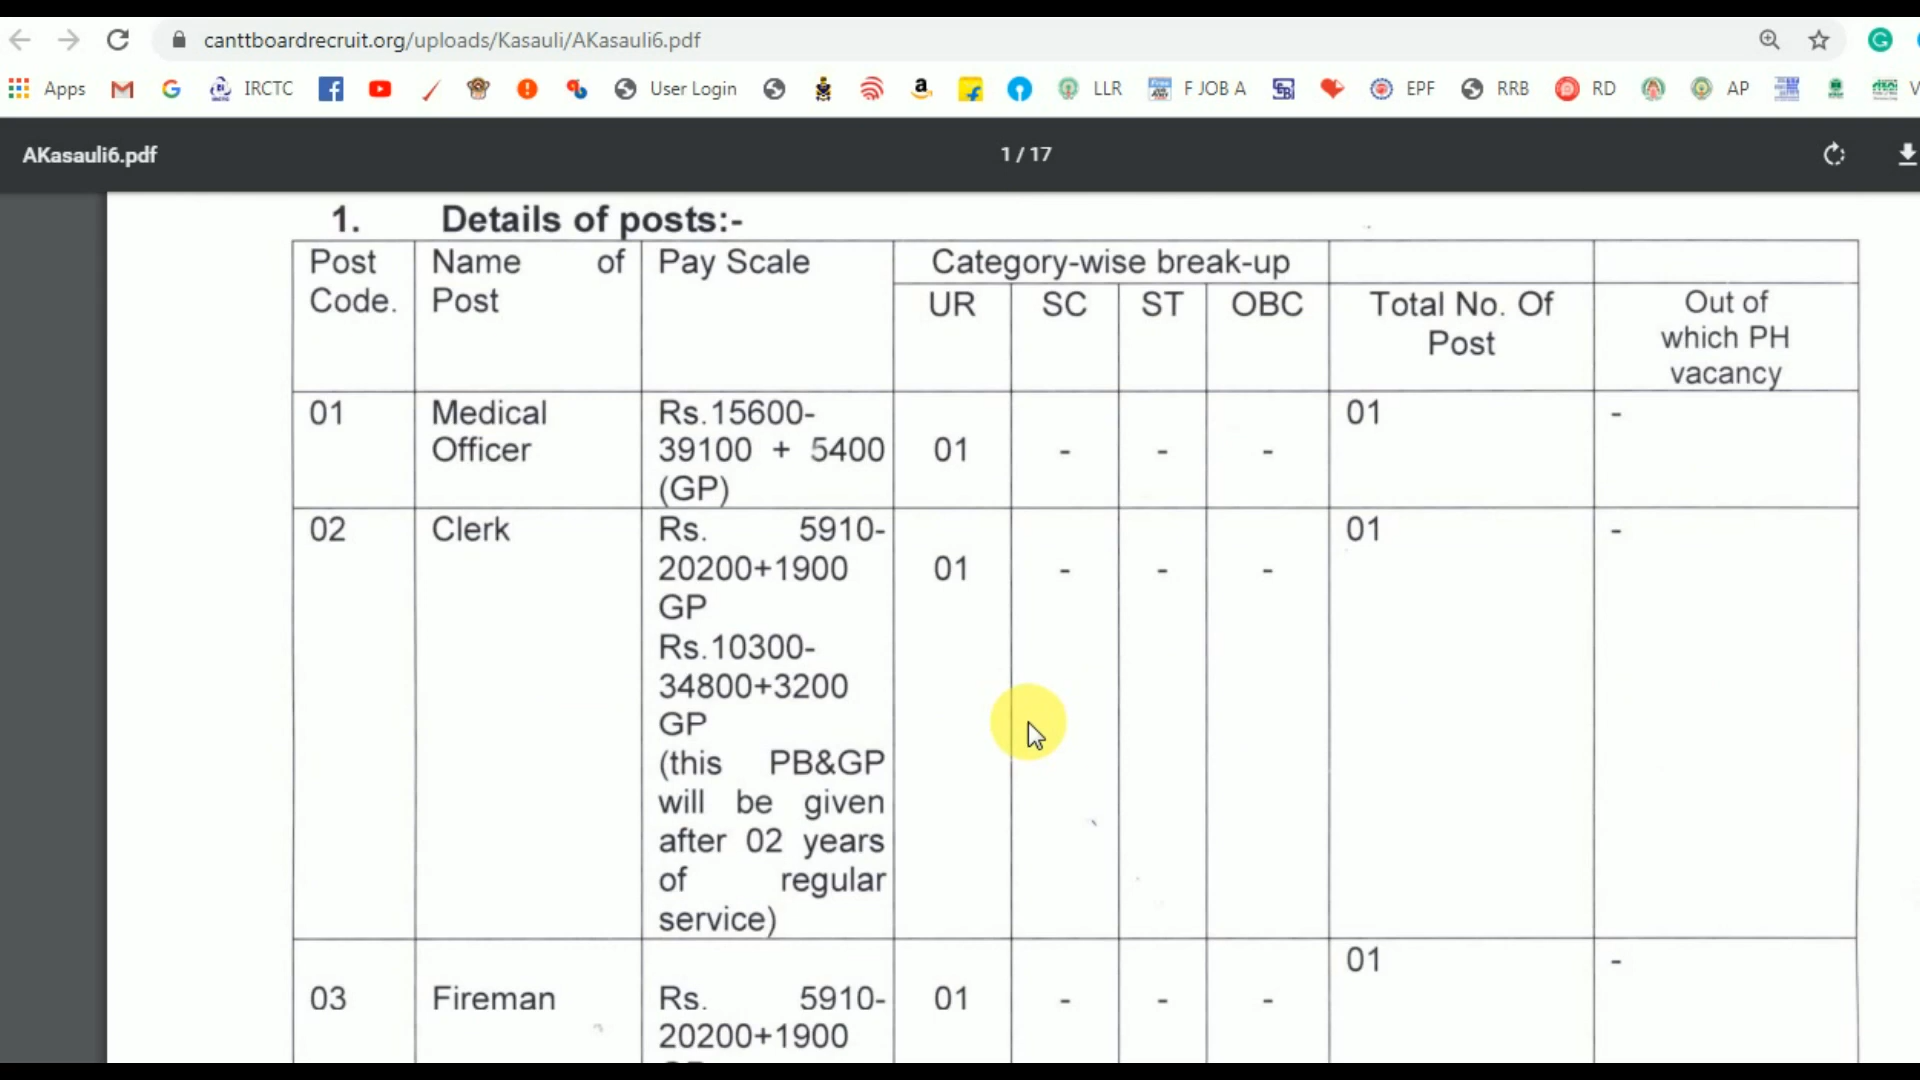 canttboardrecruit.org/uploads/Kasauli/AKasauli6.pdf
Apps IRCTC User Login LLR F JOB A EPF RRB RD AP
AKasauli6.pdf 1 / 17
1. Details of posts:-
Post Code. Name of Post Pay Scale Category-wise break-up
UR SC ST OBC Total No. Of Post Out of which PH vacancy
01 Medical Officer Rs.15600-
39100 + 5400 01 - - - 01 -
(GP)
02 Clerk Rs. 5910- 01 -
20200+1900 01 - - -
GP
Rs.10300-
34800+3200
GP
(this PB&GP
will be given
after 02 years
of regular
service)
01 -
03 Fireman Rs. 5910- 01 - - -
20200+1900